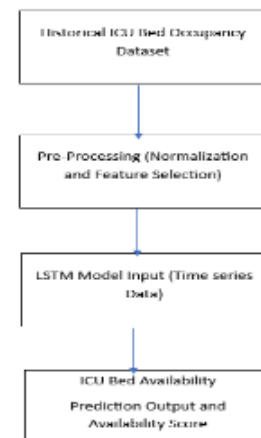 Historical ICU Bed Occupancy
Dataset
Pre-Processing (Normalization
and Feature Selection)
LSTM Model Input (Time series
Data)
ICU Bed Availability
Prediction Output and
Availability Score